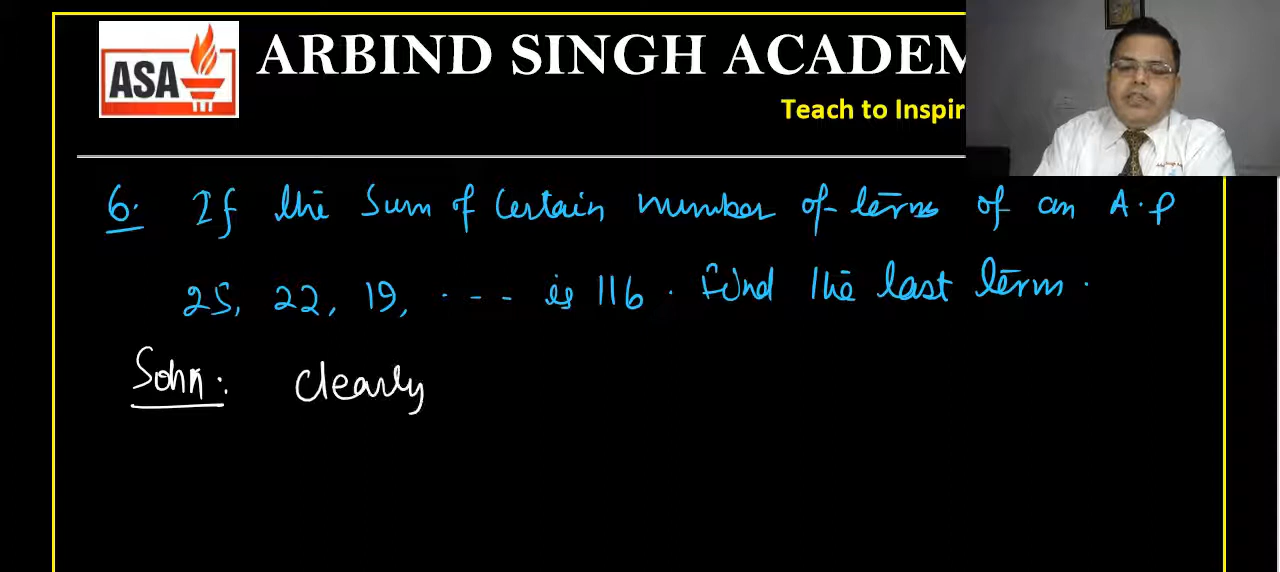 ASA
ARBIND SINGH ACADEM
Teach to Inspir
6. If the Sum of Certain number of terms of an A.P
25, 22, 19, .--- is 116. Find the last term.
Soln: Clearly